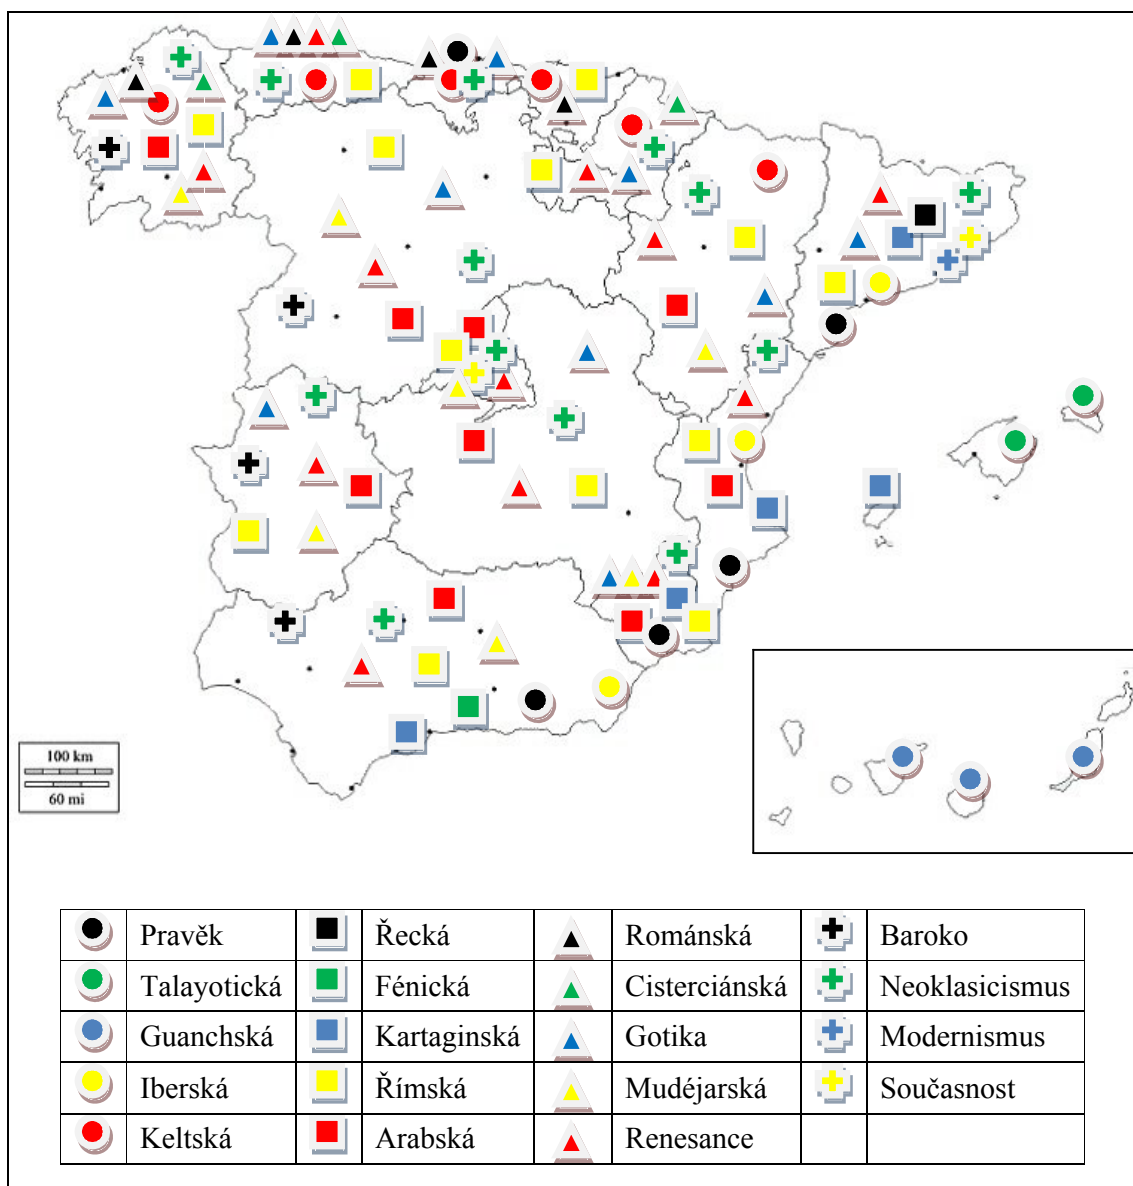 100 km
60 mi
Pravěk Řecká Románská Baroko
Talayotická Fénická Cisterciánská Neoklasicismus
Guanchská Kartaginská Gotika Modernismus
Iberská Římská Mudéjarská Současnost
Keltská Arabská Renesance